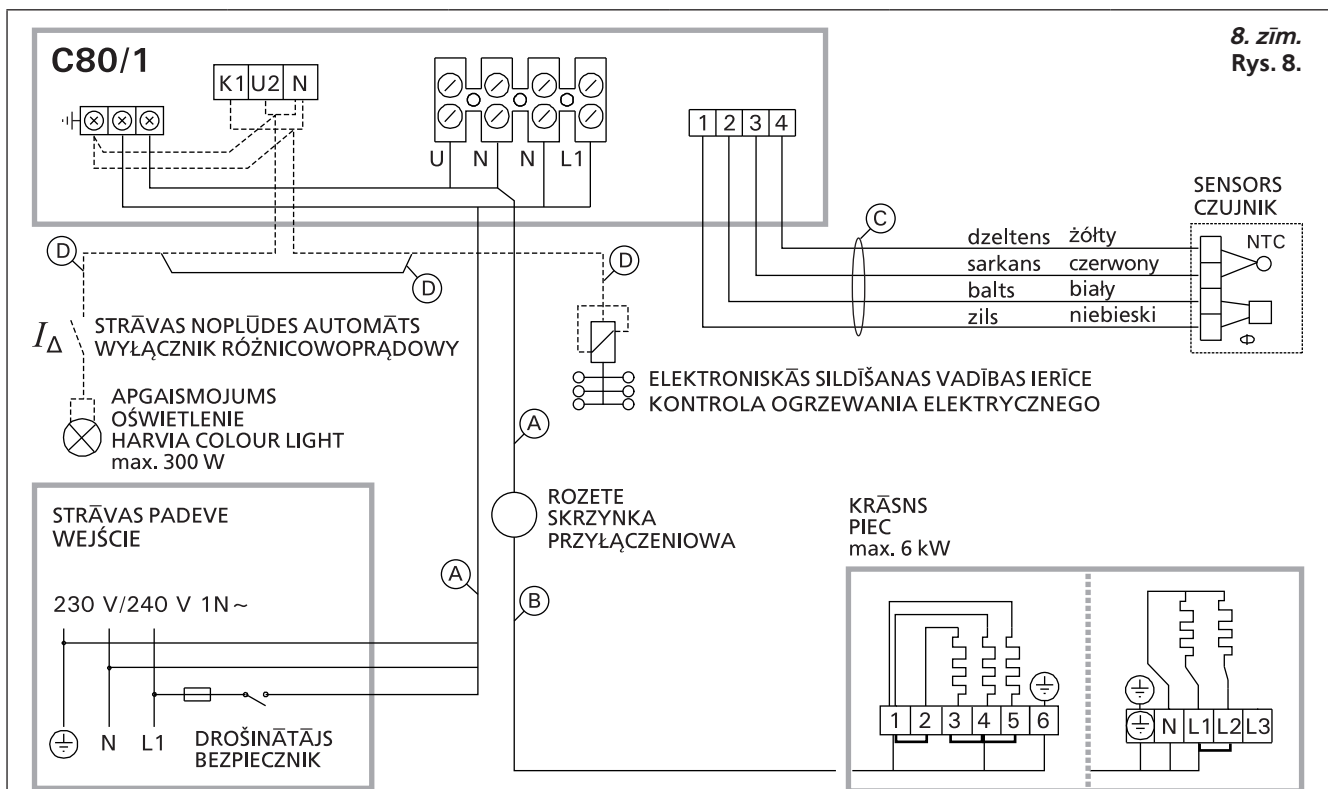 8. zīm.
Rys. 8.
C80/1
K1 U2 N
U N N L1
1 2 3 4
SENSORS
CZUJNIK
NTC
C
dzeltens żółty
sarkans czerwony
balts biały
zils niebieski
Φ
D
D
D
I∆
STRĀVAS NOPLŪDES AUTOMĀTS
WYŁĄCZNIK RÓŻNICOWOPRĄDOWY
APGAISMOJUMS
OŚWIETLENIE
HARVIA COLOUR LIGHT
max. 300 W
ELEKTRONISKĀS SILDĪŠANAS VADĪBAS IERĪCE
KONTROLA OGRZEWANIA ELEKTRYCZNEGO
A
ROZETE
SKRZYNKA
PRZYŁĄCZENIOWA
A
B
STRĀVAS PADEVE
WEJŚCIE
230 V/240 V 1N~
N L1
DROŠINĀTĀJS
BEZPIECZNIK
KRĀSNS
PIEC
max. 6 kW
1 2 3 4 5 6
N L1 L2 L3